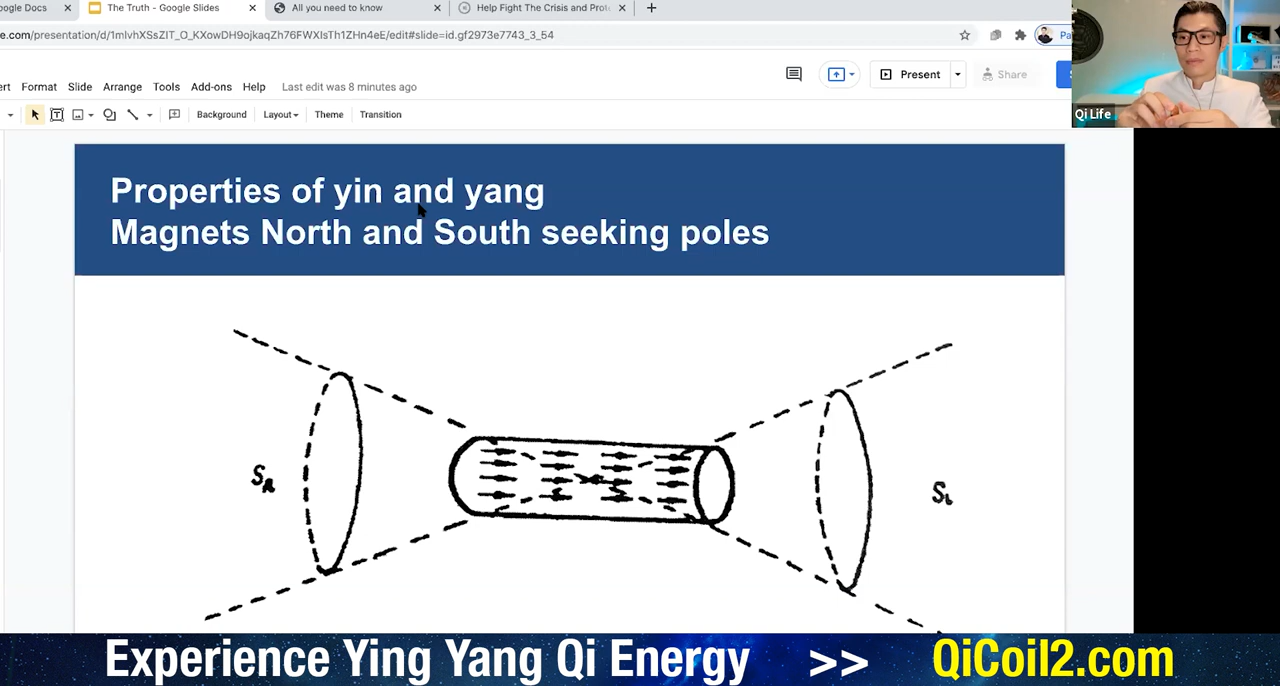 ogle Docs
The Truth - Google Slides
All you need to know
Help Fight The Crisis and Prote
e.com/presentation/d/1mlvhXSsZIT_O_KXowDH9ojkaqZh76FWXIsTh1ZHn4eE/edit#slide=id.gf2973e7743_3_54
Pa
ert Format Slide Arrange Tools Add-ons Help Last edit was 8 minutes ago
Present
Share
Background Layout Theme Transition
Qi Life
Properties of yin and yang
Magnets North and South seeking poles
Experience Ying Yang Qi Energy >> QiCoil2.com